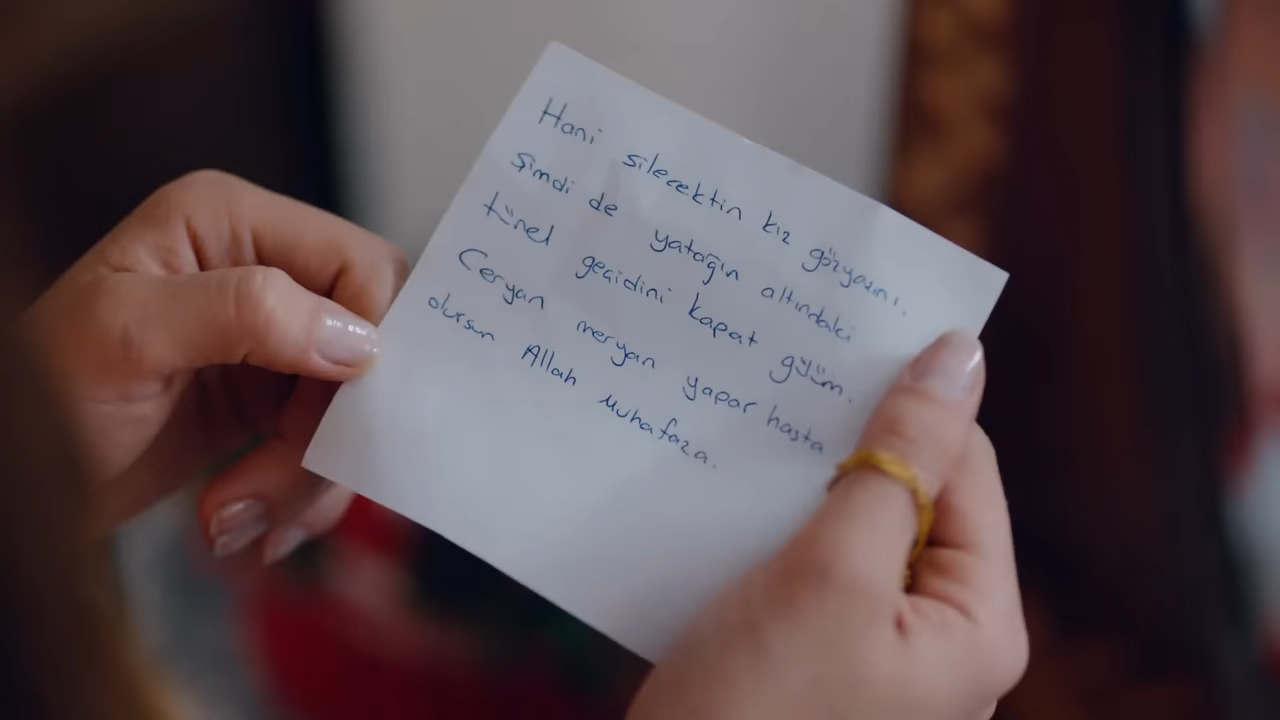 Hani silecektin kız gözyaşını.
Şimdi de yatağın altındaki
tünel geçidini kapat gülüm.
Ceryan meryan yapar hasta
olursun Allah muhafaza.